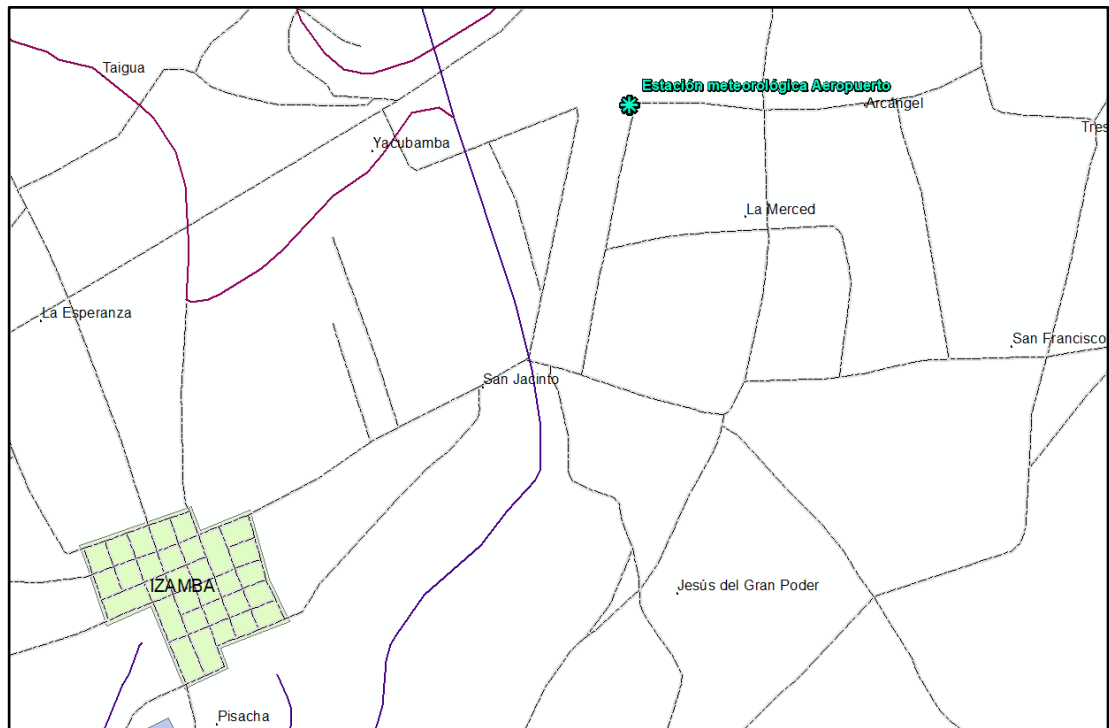 Taigua
Estación meteorológica Aeropuerto
Arcángel
Tres
Yacubamba
La Merced
La Esperanza
San Francisco
San Jacinto
IZAMBA
Jesús del Gran Poder
Pisacha